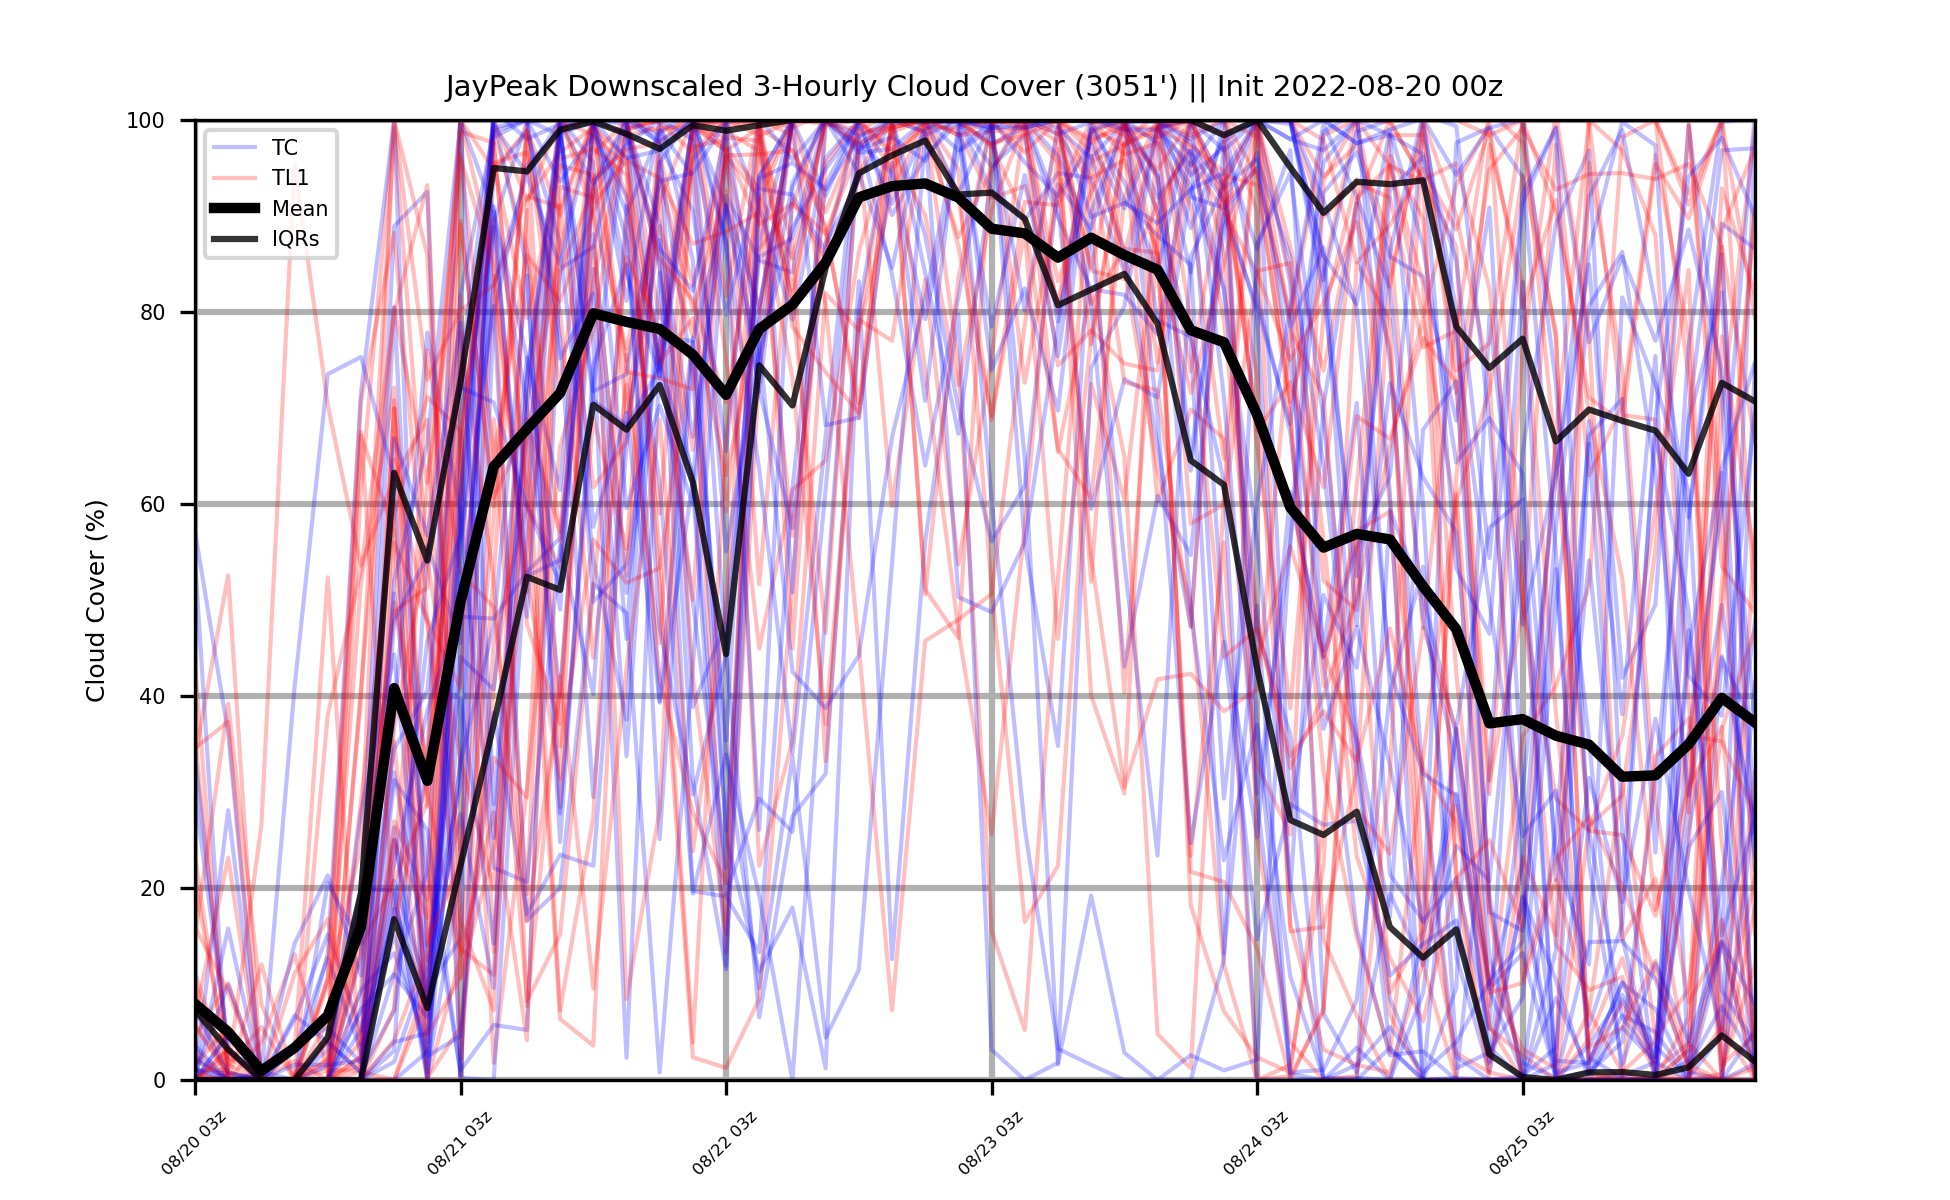 JayPeak Downscaled 3-Hourly Cloud Cover (3051') || Init 2022-08-20 00z
100
80
60
40
20
0
Cloud Cover (%)
TC
TL1
Mean
IQRs
08/20 03z
08/21 03z
08/22 03z
08/23 03z
08/24 03z
08/25 03z